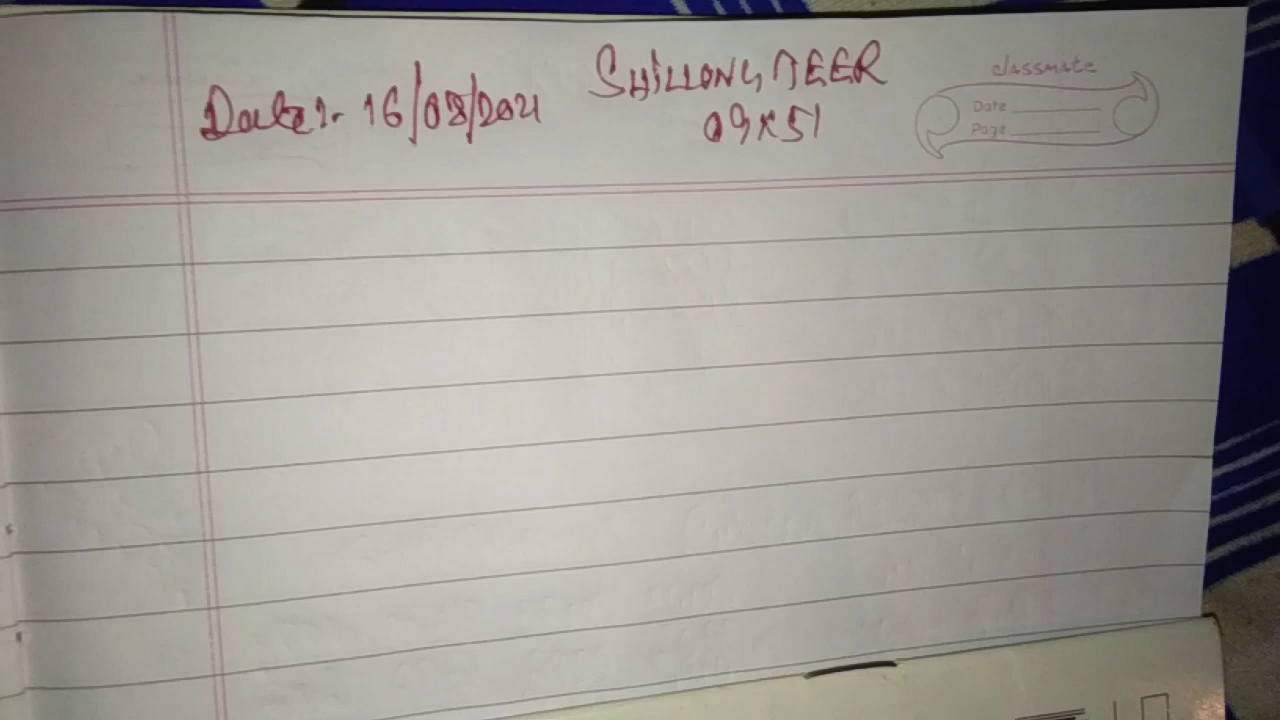 Date:- 16/08/2021
SHILLONG TEER
09x51
classmate
Date
Page